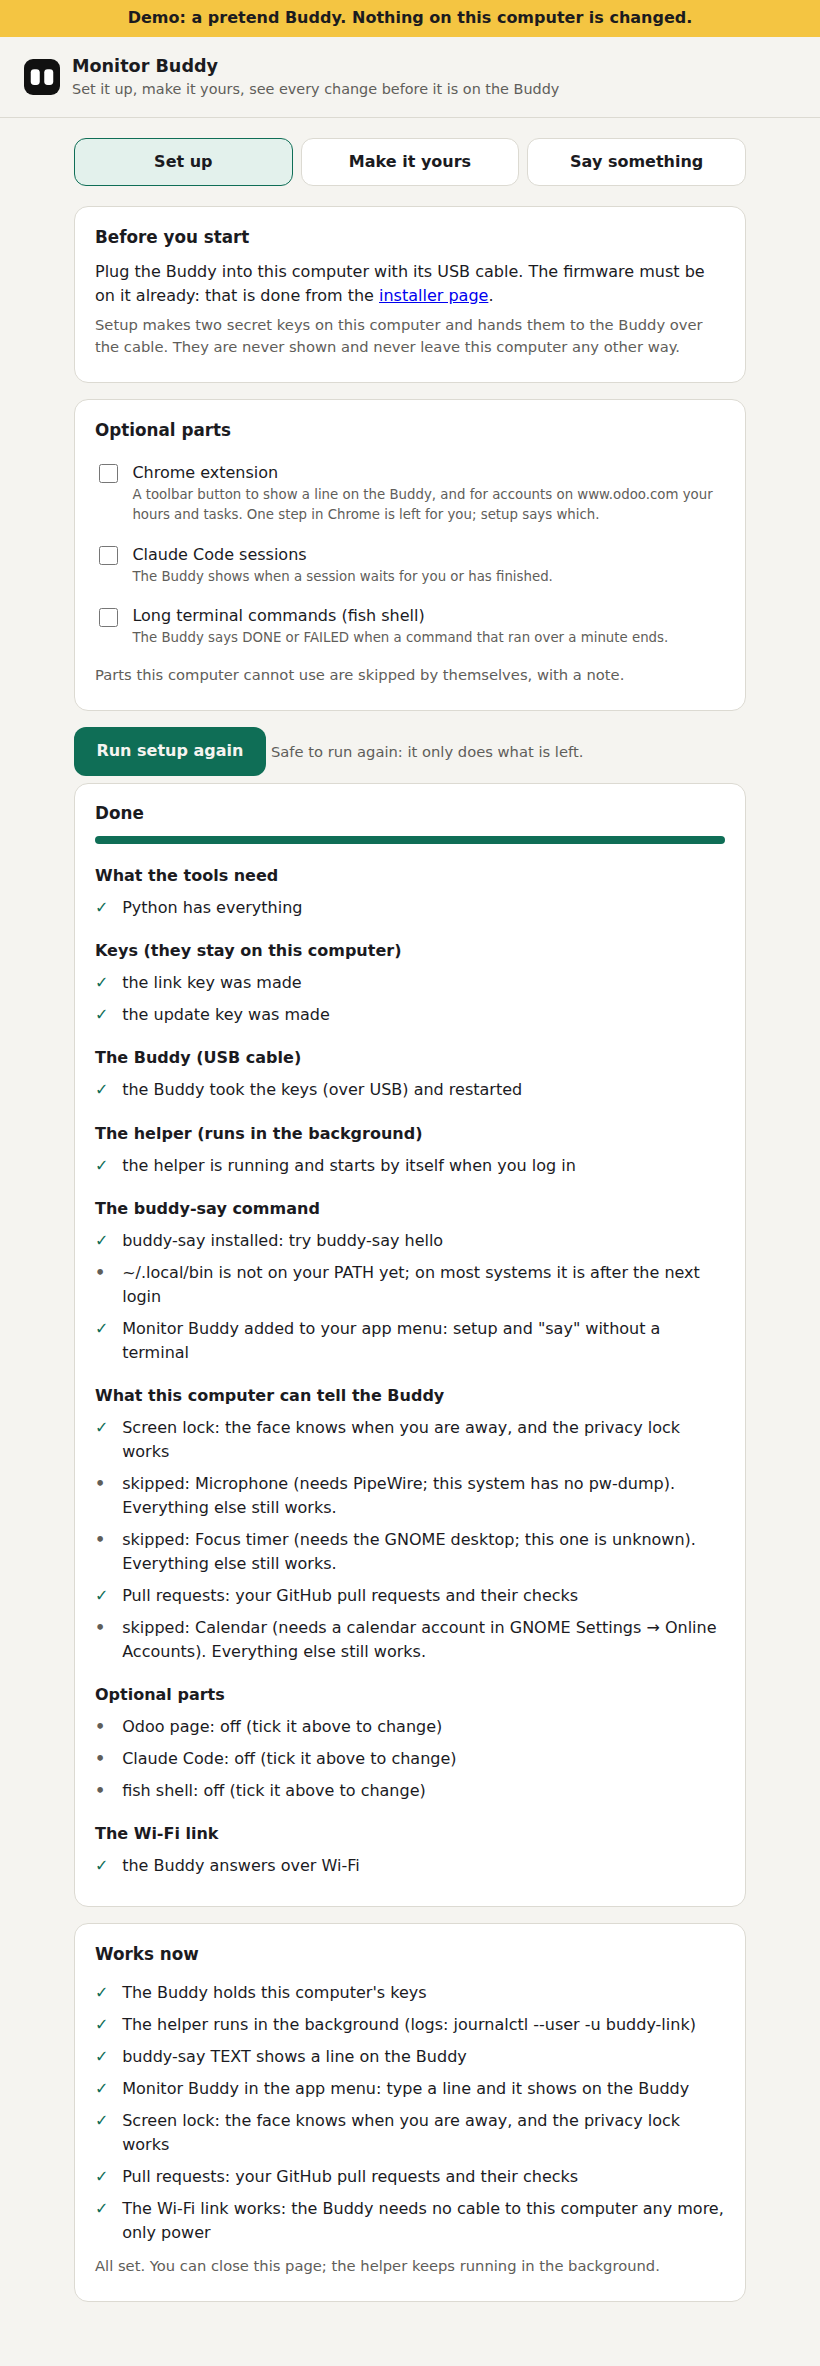 Demo: a pretend Buddy. Nothing on this computer is changed.
Monitor Buddy
Set it up, make it yours, see every change before it is on the Buddy
Set up
Make it yours
Say something
Before you start
Plug the Buddy into this computer with its USB cable. The firmware must be
on it already: that is done from the installer page.
Setup makes two secret keys on this computer and hands them to the Buddy over
the cable. They are never shown and never leave this computer any other way.
Optional parts
Chrome extension
A toolbar button to show a line on the Buddy, and for accounts on www.odoo.com your
hours and tasks. One step in Chrome is left for you; setup says which.
Claude Code sessions
The Buddy shows when a session waits for you or has finished.
Long terminal commands (fish shell)
The Buddy says DONE or FAILED when a command that ran over a minute ends.
Parts this computer cannot use are skipped by themselves, with a note.
Run setup again
Safe to run again: it only does what is left.
Done
What the tools need
✓ Python has everything
Keys (they stay on this computer)
✓ the link key was made
✓ the update key was made
The Buddy (USB cable)
✓ the Buddy took the keys (over USB) and restarted
The helper (runs in the background)
✓ the helper is running and starts by itself when you log in
The buddy-say command
✓ buddy-say installed: try buddy-say hello
• ~/.local/bin is not on your PATH yet; on most systems it is after the next
login
✓ Monitor Buddy added to your app menu: setup and "say" without a
terminal
What this computer can tell the Buddy
✓ Screen lock: the face knows when you are away, and the privacy lock
works
• skipped: Microphone (needs PipeWire; this system has no pw-dump).
Everything else still works.
• skipped: Focus timer (needs the GNOME desktop; this one is unknown).
Everything else still works.
✓ Pull requests: your GitHub pull requests and their checks
• skipped: Calendar (needs a calendar account in GNOME Settings → Online
Accounts). Everything else still works.
Optional parts
• Odoo page: off (tick it above to change)
• Claude Code: off (tick it above to change)
• fish shell: off (tick it above to change)
The Wi-Fi link
✓ the Buddy answers over Wi-Fi
Works now
✓ The Buddy holds this computer's keys
✓ The helper runs in the background (logs: journalctl --user -u buddy-link)
✓ buddy-say TEXT shows a line on the Buddy
✓ Monitor Buddy in the app menu: type a line and it shows on the Buddy
✓ Screen lock: the face knows when you are away, and the privacy lock
works
✓ Pull requests: your GitHub pull requests and their checks
✓ The Wi-Fi link works: the Buddy needs no cable to this computer any more,
only power
All set. You can close this page; the helper keeps running in the background.